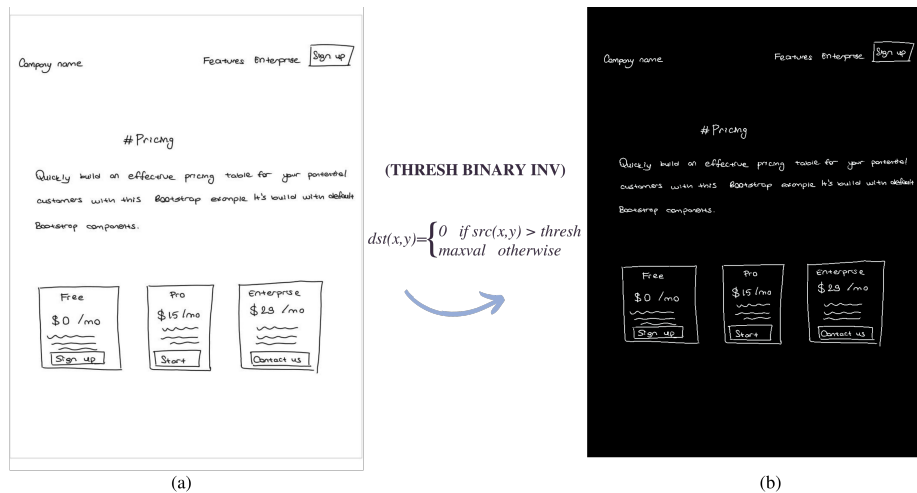 Company name
Features Enterprise Sign up
#Pricing
Quickly build an effective pricing table for your potential
customers with this Bootstrap example It's build with default
Bootstrap components.
Free
$0 /mo
Sign up
Pro
$15/mo
Start
Enterprise
$29 /mo
Contact us
(a)
(THRESH BINARY INV)
dst(x,y)={0 if src(x,y) > thresh
maxval otherwise
Company name
Features Enterprise Sign up
#Pricing
Quickly build an effective pricing table for your potential
customers with this Bootstrap example It's build with default
Bootstrap components.
Free
$0 /mo
Sign up
Pro
$15/mo
Start
Enterprise
$29 /mo
Contact us
(b)